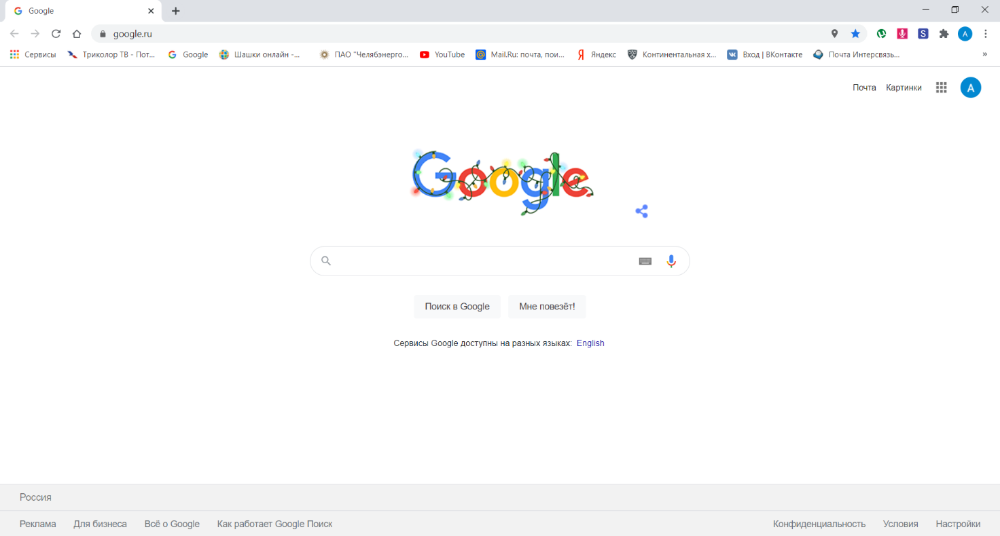 Google
google.ru
A
Сервисы Триколор ТВ - Пот... Google Шашки онлайн -... ПАО "Челябэнерго... YouTube Mail.Ru: почта, пои... Яндекс Континентальная х... Вход | ВКонтакте Почта Интерсвязь... »
Почта Картинки A
Google
Поиск в Google Мне повезёт!
Сервисы Google доступны на разных языках: English
Россия
Реклама Для бизнеса Всё о Google Как работает Google Поиск Конфиденциальность Условия Настройки